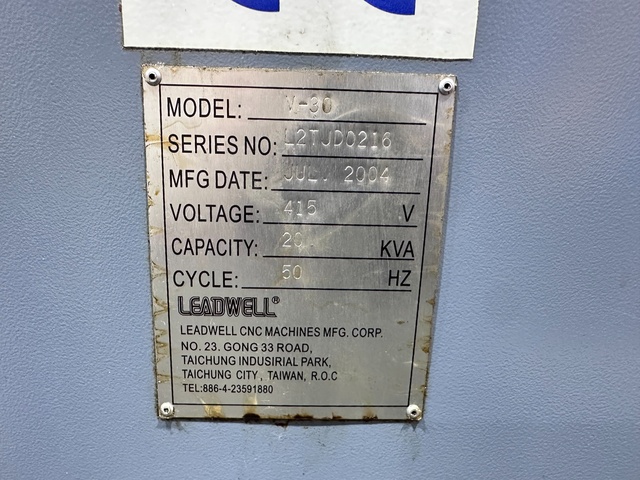 MODEL: V-30
SERIES NO: L2TJD0216
MFG DATE: JUL. 2004
VOLTAGE: 415 V
CAPACITY: 20 KVA
CYCLE: 50 HZ
LEADWELL®
LEADWELL CNC MACHINES MFG. CORP.
NO. 23. GONG 33 ROAD,
TAICHUNG INDUSIRIAL PARK,
TAICHUNG CITY, TAIWAN, R.O.C
TEL:886-4-23591880